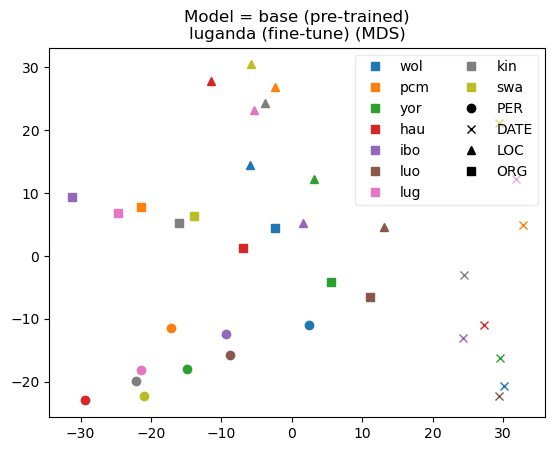 Model = base (pre-trained)
luganda (fine-tune) (MDS)
wol
pcm
yor
hau
ibo
luo
lug
kin
swa
PER
DATE
LOC
ORG
30
20
10
0
−10
−20
−30
−20
−10
0
10
20
30